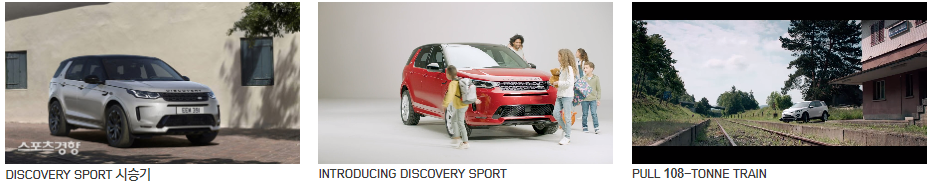 스포츠경향
DISCOVERY SPORT 시승기
INTRODUCING DISCOVERY SPORT
PULL 108-TONNE TRAIN